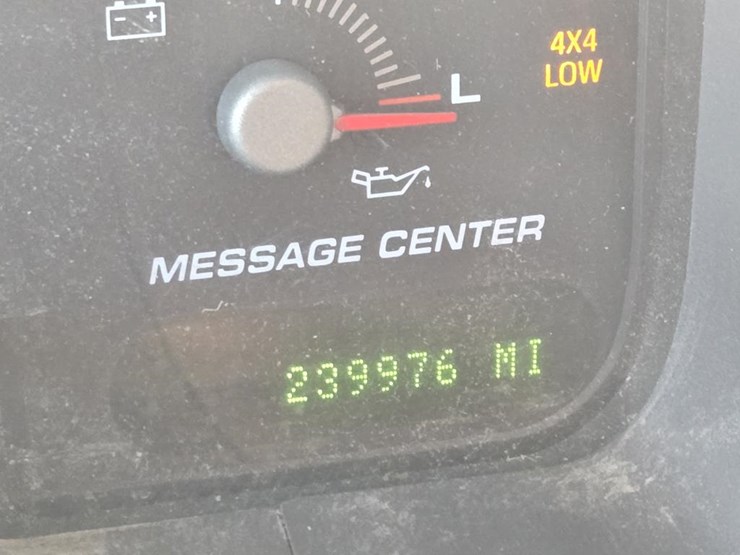 4X4
LOW
L
MESSAGE CENTER
239976 MI